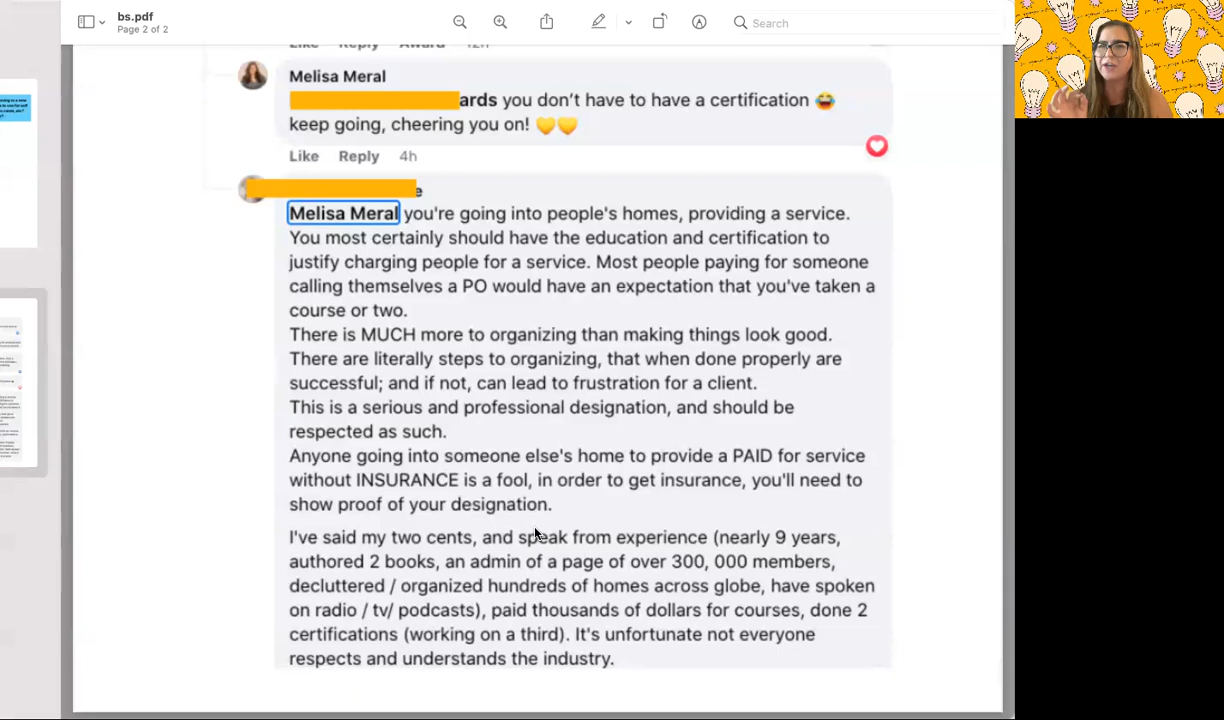 bs.pdf
Page 2 of 2
Search
Like Reply Award 12h
Melisa Meral
ards you don't have to have a certification 😂
keep going, cheering you on! 💛💛
Like Reply 4h
e
Melisa Meral you're going into people's homes, providing a service.
You most certainly should have the education and certification to
justify charging people for a service. Most people paying for someone
calling themselves a PO would have an expectation that you've taken a
course or two.
There is MUCH more to organizing than making things look good.
There are literally steps to organizing, that when done properly are
successful; and if not, can lead to frustration for a client.
This is a serious and professional designation, and should be
respected as such.
Anyone going into someone else's home to provide a PAID for service
without INSURANCE is a fool, in order to get insurance, you'll need to
show proof of your designation.
I've said my two cents, and speak from experience (nearly 9 years,
authored 2 books, an admin of a page of over 300, 000 members,
decluttered / organized hundreds of homes across globe, have spoken
on radio / tv/ podcasts), paid thousands of dollars for courses, done 2
certifications (working on a third). It's unfortunate not everyone
respects and understands the industry.